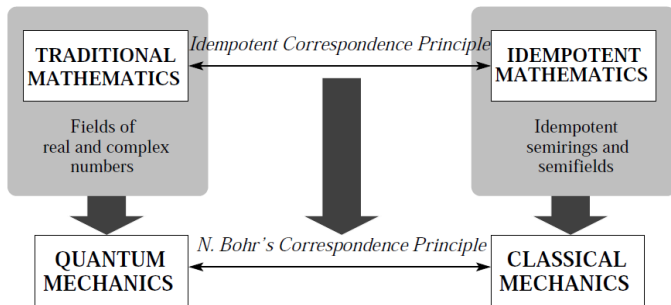 TRADITIONAL
MATHEMATICS
Idempotent Correspondence Principle
IDEMPOTENT
MATHEMATICS
Fields of
real and complex
numbers
Idempotent
semirings and
semifields
QUANTUM
MECHANICS
N. Bohr's Correspondence Principle
CLASSICAL
MECHANICS